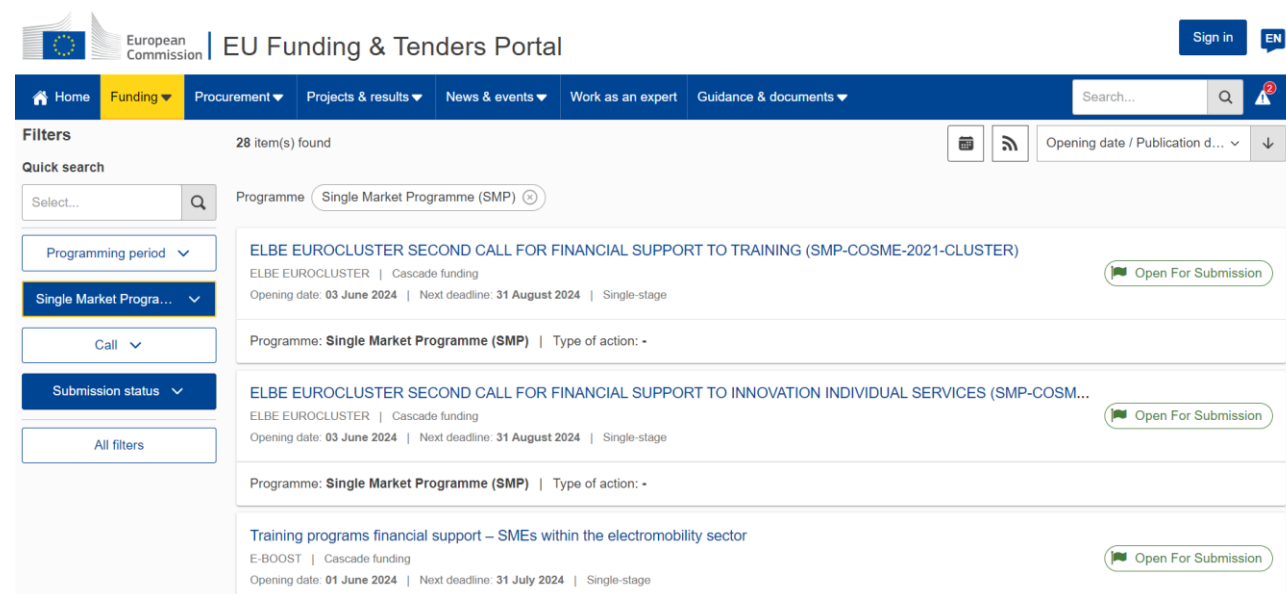 European
Commission
EU Funding & Tenders Portal
Sign in
EN
Home
Funding
Procurement
Projects & results
News & events
Work as an expert
Guidance & documents
Search...
2
Filters
28 item(s) found
Opening date / Publication d...
Quick search
Select...
Programme
Single Market Programme (SMP)
Programming period
Single Market Progra...
Call
Submission status
All filters
ELBE EUROCLUSTER SECOND CALL FOR FINANCIAL SUPPORT TO TRAINING (SMP-COSME-2021-CLUSTER)
ELBE EUROCLUSTER | Cascade funding
Opening date: 03 June 2024 | Next deadline: 31 August 2024 | Single-stage
Open For Submission
Programme: Single Market Programme (SMP) | Type of action: -
ELBE EUROCLUSTER SECOND CALL FOR FINANCIAL SUPPORT TO INNOVATION INDIVIDUAL SERVICES (SMP-COSM...
ELBE EUROCLUSTER | Cascade funding
Opening date: 03 June 2024 | Next deadline: 31 August 2024 | Single-stage
Open For Submission
Programme: Single Market Programme (SMP) | Type of action: -
Training programs financial support – SMEs within the electromobility sector
E-BOOST | Cascade funding
Opening date: 01 June 2024 | Next deadline: 31 July 2024 | Single-stage
Open For Submission